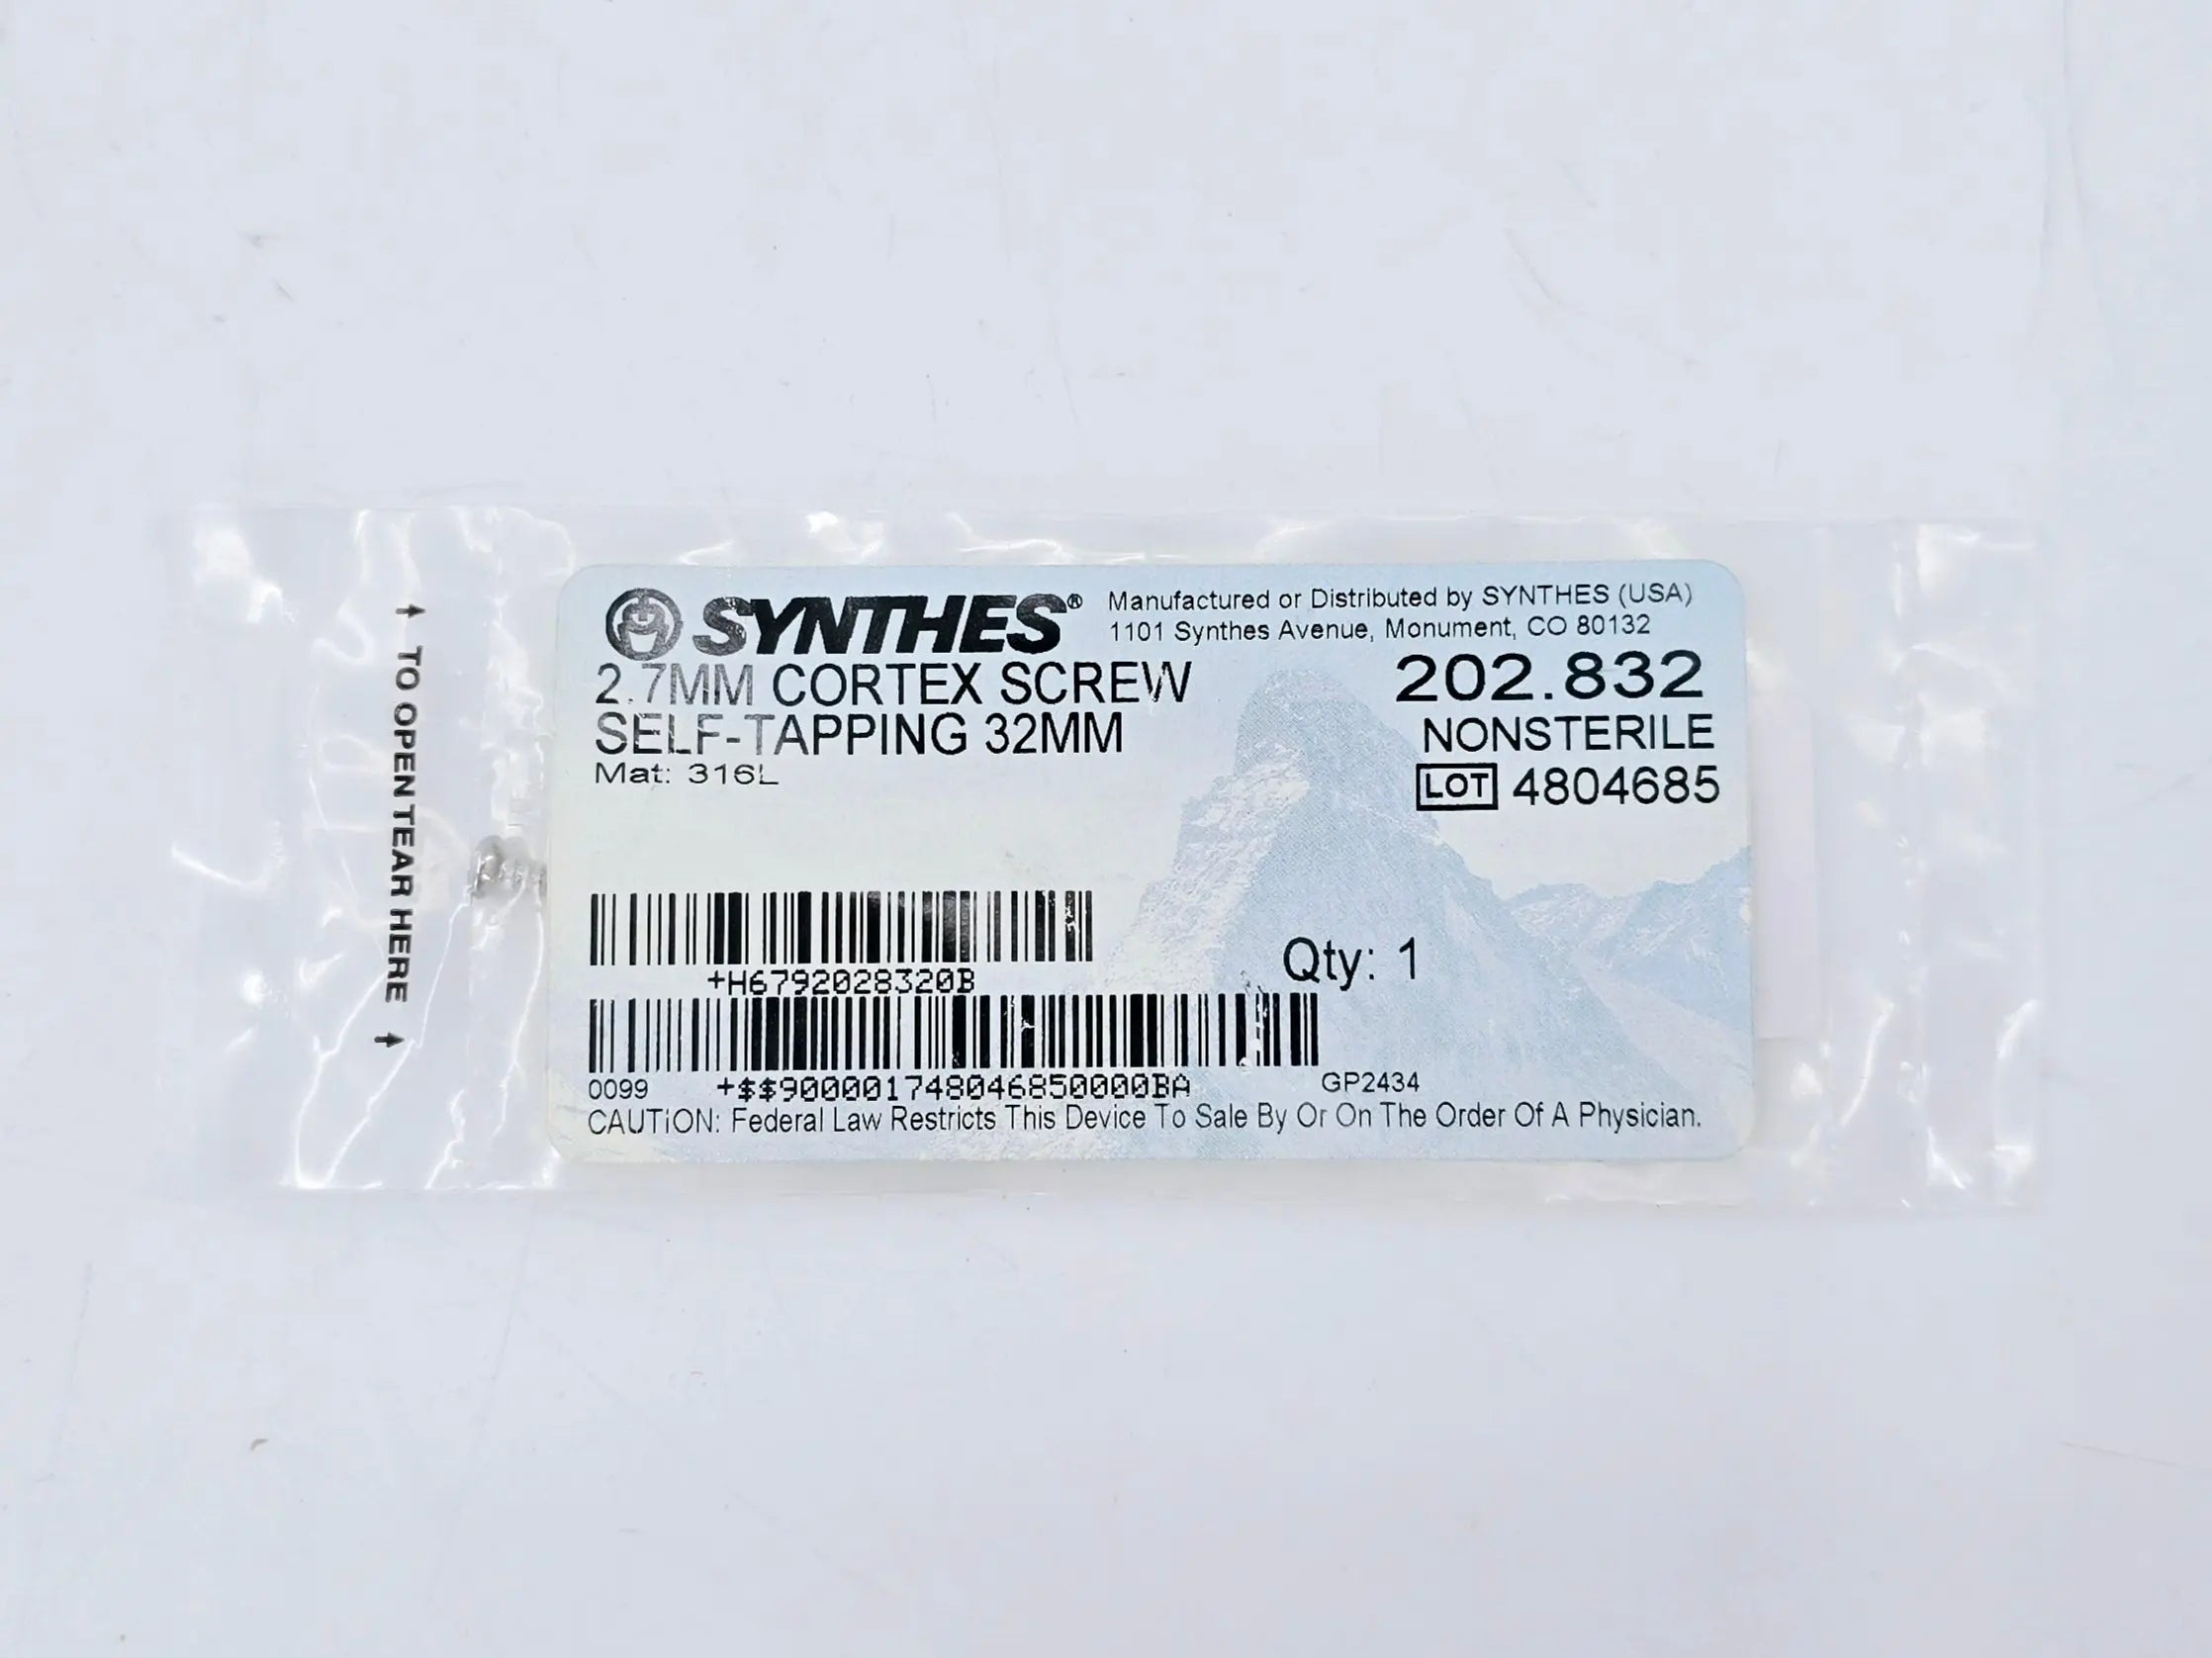 ↑ TO OPEN TEAR HERE ↑
SYNTHES®
Manufactured or Distributed by SYNTHES (USA)
1101 Synthes Avenue, Monument, CO 80132
2.7MM CORTEX SCREW
SELF-TAPPING 32MM
Mat: 316L
202.832
NONSTERILE
LOT 4804685
+H6792028320B
Qty: 1
0099 +$$900001748046850000BA GP2434
CAUTION: Federal Law Restricts This Device To Sale By Or On The Order Of A Physician.